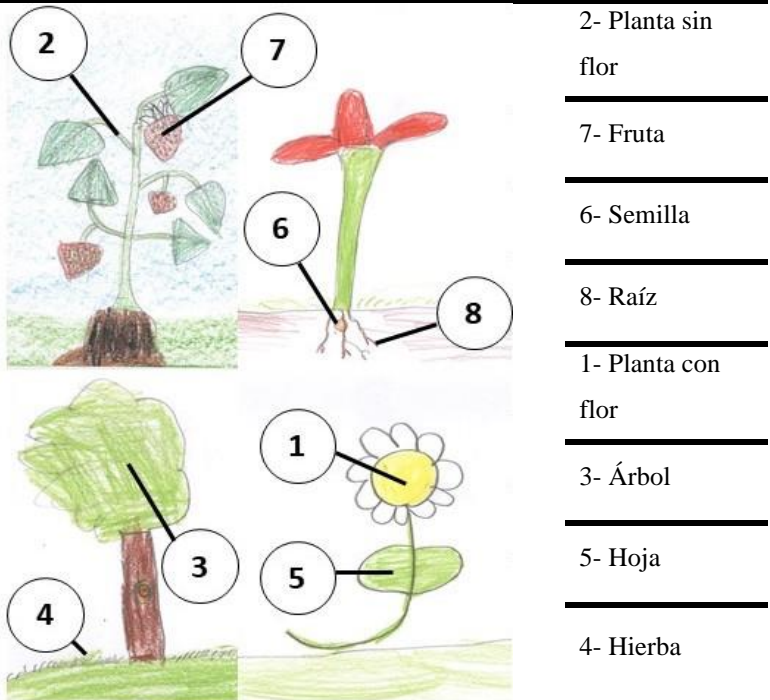 2
7
6
8
1
3
5
4
2- Planta sin
flor
7- Fruta
6- Semilla
8- Raíz
1- Planta con
flor
3- Árbol
5- Hoja
4- Hierba